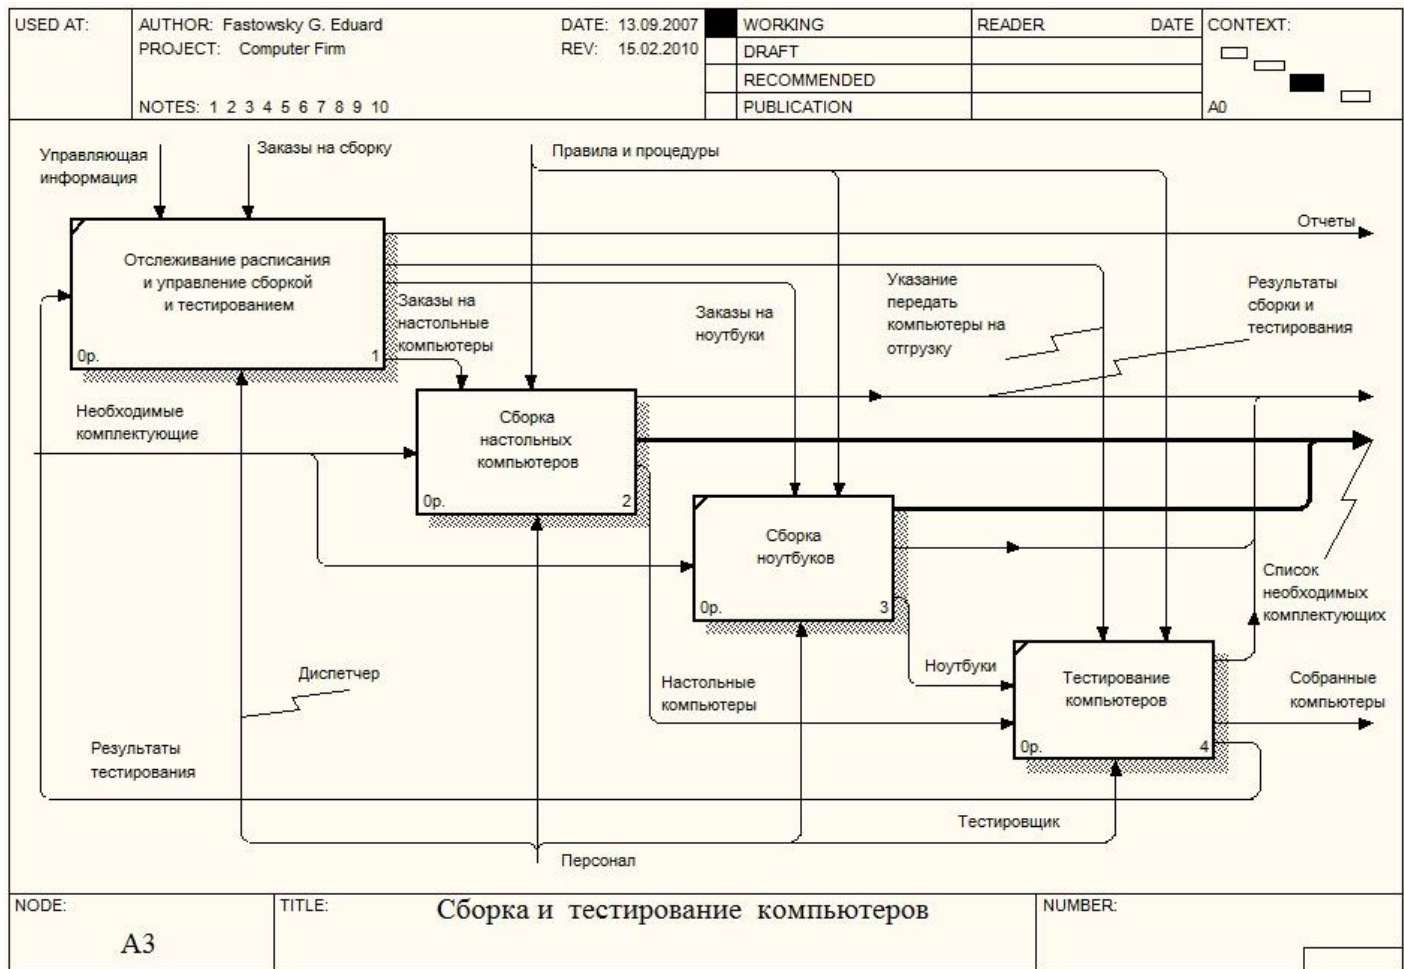 USED AT:
AUTHOR: Fastowsky G. Eduard
DATE: 13.09.2007
PROJECT: Computer Firm
REV: 15.02.2010
NOTES: 1 2 3 4 5 6 7 8 9 10
WORKING
DRAFT
RECOMMENDED
PUBLICATION
READER
DATE
CONTEXT:
A0
Управляющая
информация
Заказы на сборку
Правила и процедуры
Отчеты
Отслеживание расписания
и управление сборкой
и тестированием
0р.
1
Заказы на
настольные
компьютеры
Заказы на
ноутбуки
Указание
передать
компьютеры на
отгрузку
Результаты
сборки и
тестирования
Необходимые
комплектующие
Сборка
настольных
компьютеров
0р.
2
Сборка
ноутбуков
0р.
3
Список
необходимых
комплектующих
Диспетчер
Настольные
компьютеры
Ноутбуки
Тестирование
компьютеров
0р.
4
Собранные
компьютеры
Результаты
тестирования
Тестировщик
Персонал
NODE:
A3
TITLE:
Сборка и тестирование компьютеров
NUMBER: